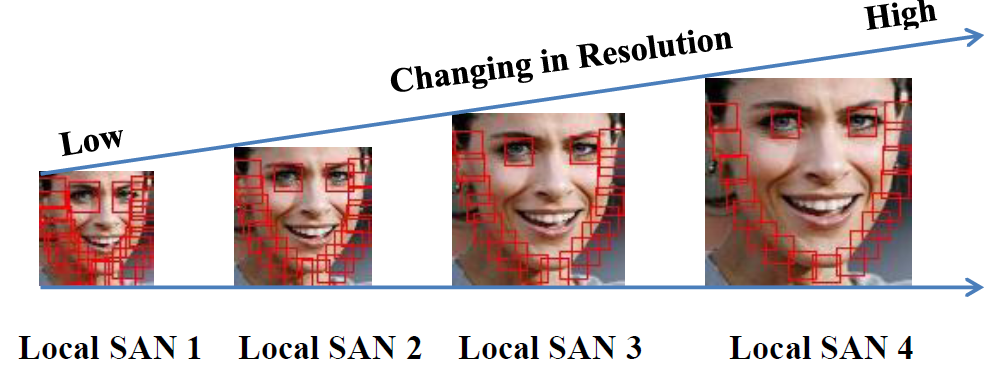 High
Changing in Resolution
Low
Local SAN 1
Local SAN 2
Local SAN 3
Local SAN 4